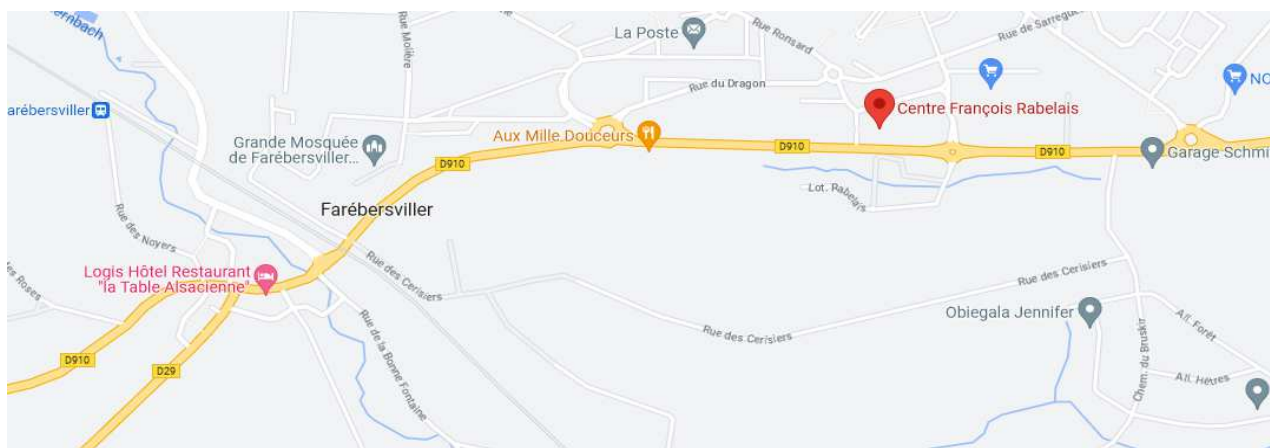 ernbach
Rue Molière
La Poste
Rue Ronsard
Rue de Sarregue
NO
arébersviller
Rue du Dragon
Centre François Rabelais
Grande Mosquée
de Farébersviller...
Aux Mille Douceurs
D910
D910
D910
Garage Schmi
Lot. Rabelais
Farébersviller
Rue des Noyers
Logis Hôtel Restaurant
"la Table Alsacienne"
Rue des Cerisiers
Rue des Cerisiers
Rue des Cerisiers
es Roses
Obiegala Jennifer
All. Forêt
Chem. du Bruskir
All. Hêtres
Rue de la Bonne Fontaine
D910
D29